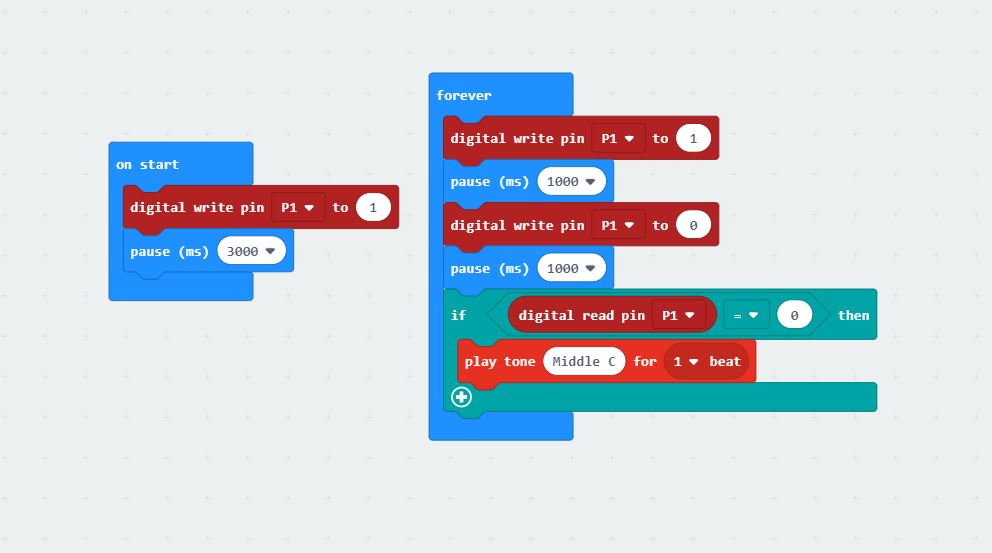 on start
digital write pin P1 to 1
pause (ms) 3000
forever
digital write pin P1 to 1
pause (ms) 1000
digital write pin P1 to 0
pause (ms) 1000
if digital read pin P1 = 0 then
play tone Middle C for 1 beat